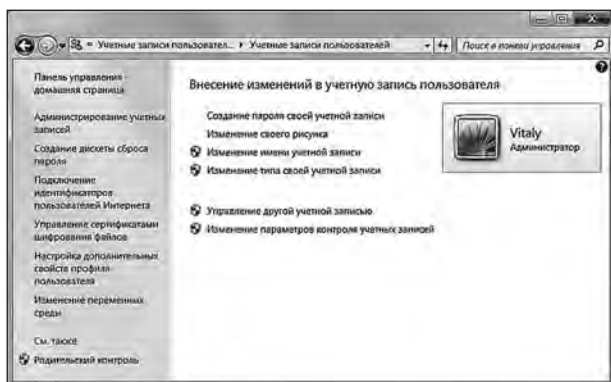 « Учетные записи пользовател... ▸ Учетные записи пользователей
Поиск в панели управления
Панель управления - домашняя страница
Администрирование учетных
записей
Создание дискеты сброса
пароля
Подключение
идентификаторов
пользователей Интернета
Управление сертификатами
шифрования файлов
Настройка дополнительных
свойств профиля
пользователя
Изменение переменных
среды
См. также
Родительский контроль
Внесение изменений в учетную запись пользователя
Создание пароля своей учетной записи
Изменение своего рисунка
Изменение имени учетной записи
Изменение типа своей учетной записи
Управление другой учетной записью
Изменение параметров контроля учетных записей
Vitaly
Администратор